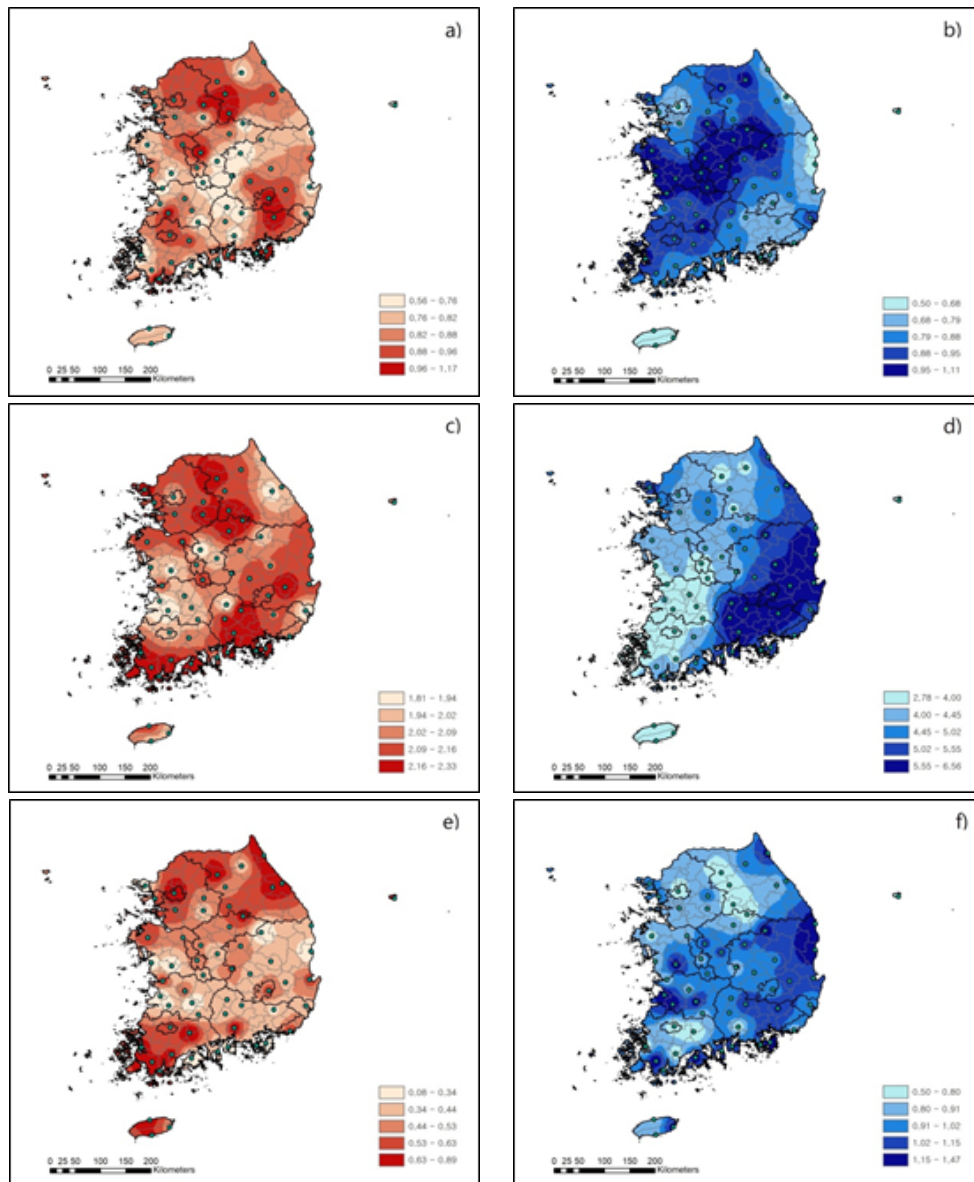 a)
0.56 - 0.76
0.76 - 0.82
0.82 - 0.88
0.88 - 0.96
0.96 - 1.17
0 25 50 100 150 200
Kilometers
b)
0.50 - 0.68
0.68 - 0.79
0.79 - 0.88
0.88 - 0.95
0.95 - 1.11
0 25 50 100 150 200
Kilometers
c)
1.81 - 1.94
1.94 - 2.02
2.02 - 2.09
2.09 - 2.16
2.16 - 2.33
0 25 50 100 150 200
Kilometers
d)
2.78 - 4.00
4.00 - 4.45
4.45 - 5.02
5.02 - 5.55
5.55 - 6.56
0 25 50 100 150 200
Kilometers
e)
0.08 - 0.34
0.34 - 0.44
0.44 - 0.53
0.53 - 0.63
0.63 - 0.89
0 25 50 100 150 200
Kilometers
f)
0.50 - 0.80
0.80 - 0.91
0.91 - 1.02
1.02 - 1.15
1.15 - 1.47
0 25 50 100 150 200
Kilometers